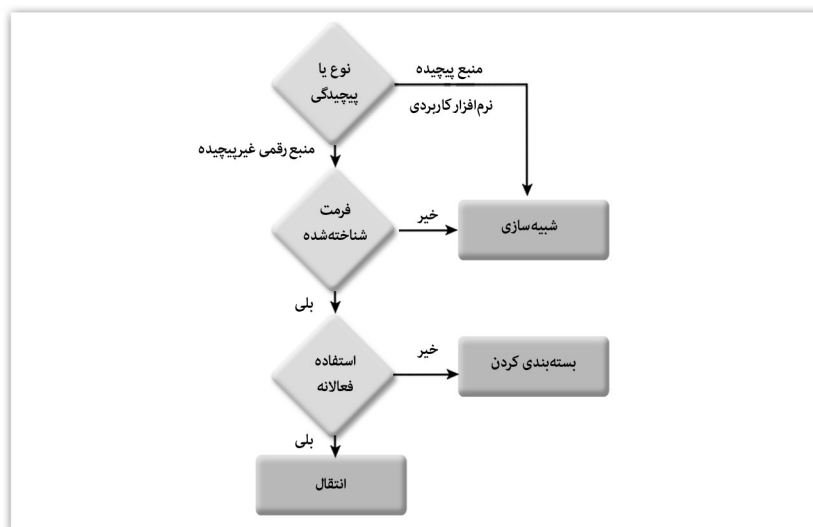 نوع یا
پیچیدگی
منبع پیچیده
نرم‌افزار کاربردی
منبع رقمی غیرپیچیده
فرمت
شناخته‌شده
خیر
شبیه‌سازی
بلی
استفاده
فعالانه
خیر
بسته‌بندی کردن
بلی
انتقال